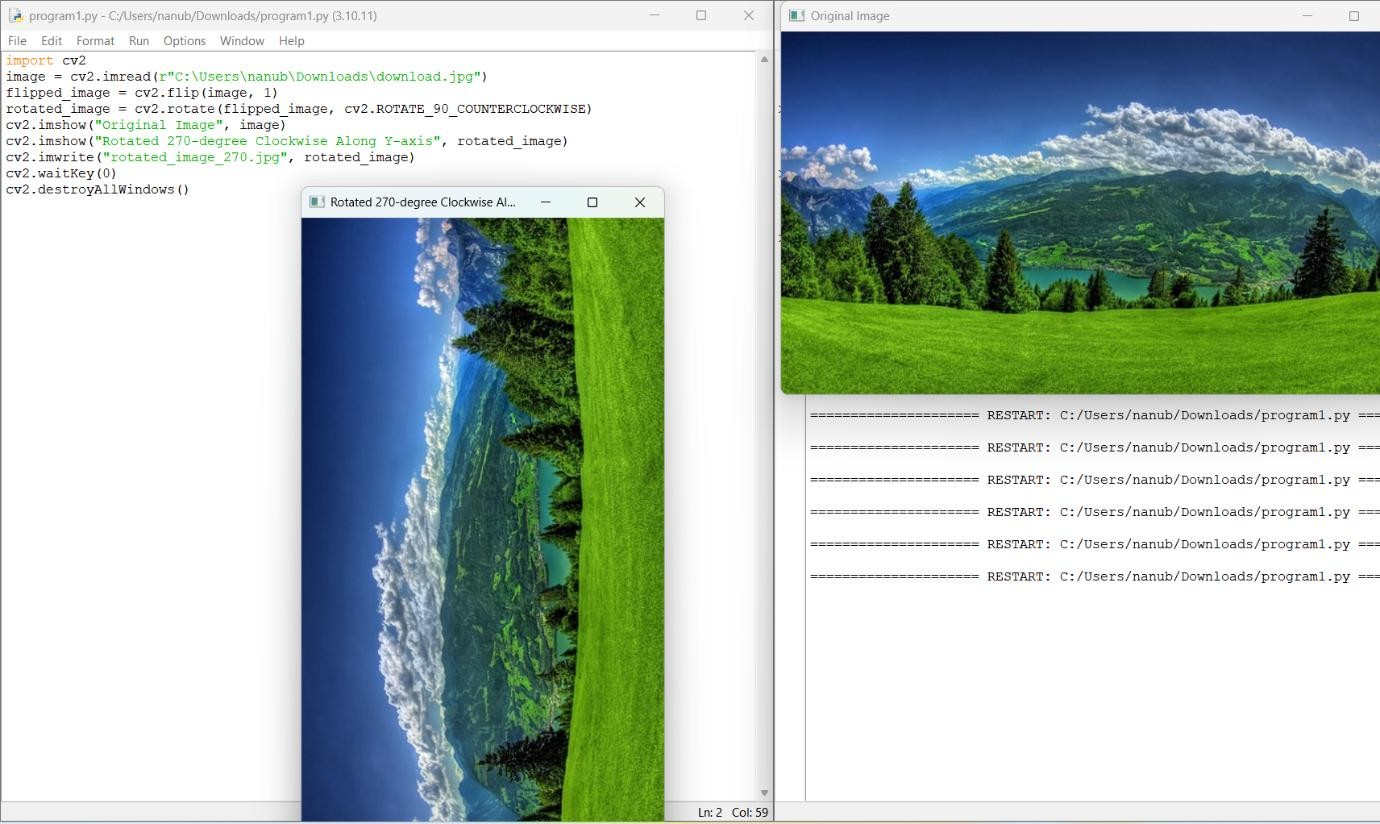 program1.py - C:/Users/nanub/Downloads/program1.py (3.10.11)
File Edit Format Run Options Window Help
import cv2
image = cv2.imread(r"C:\Users\nanub\Downloads\download.jpg")
flipped_image = cv2.flip(image, 1)
rotated_image = cv2.rotate(flipped_image, cv2.ROTATE_90_COUNTERCLOCKWISE)
cv2.imshow("Original Image", image)
cv2.imshow("Rotated 270-degree Clockwise Along Y-axis", rotated_image)
cv2.imwrite("rotated_image_270.jpg", rotated_image)
cv2.waitKey(0)
cv2.destroyAllWindows()
Rotated 270-degree Clockwise Al...
Ln: 2 Col: 59
Original Image
===================== RESTART: C:/Users/nanub/Downloads/program1.py ===
===================== RESTART: C:/Users/nanub/Downloads/program1.py ===
===================== RESTART: C:/Users/nanub/Downloads/program1.py ===
===================== RESTART: C:/Users/nanub/Downloads/program1.py ===
===================== RESTART: C:/Users/nanub/Downloads/program1.py ===
===================== RESTART: C:/Users/nanub/Downloads/program1.py ===